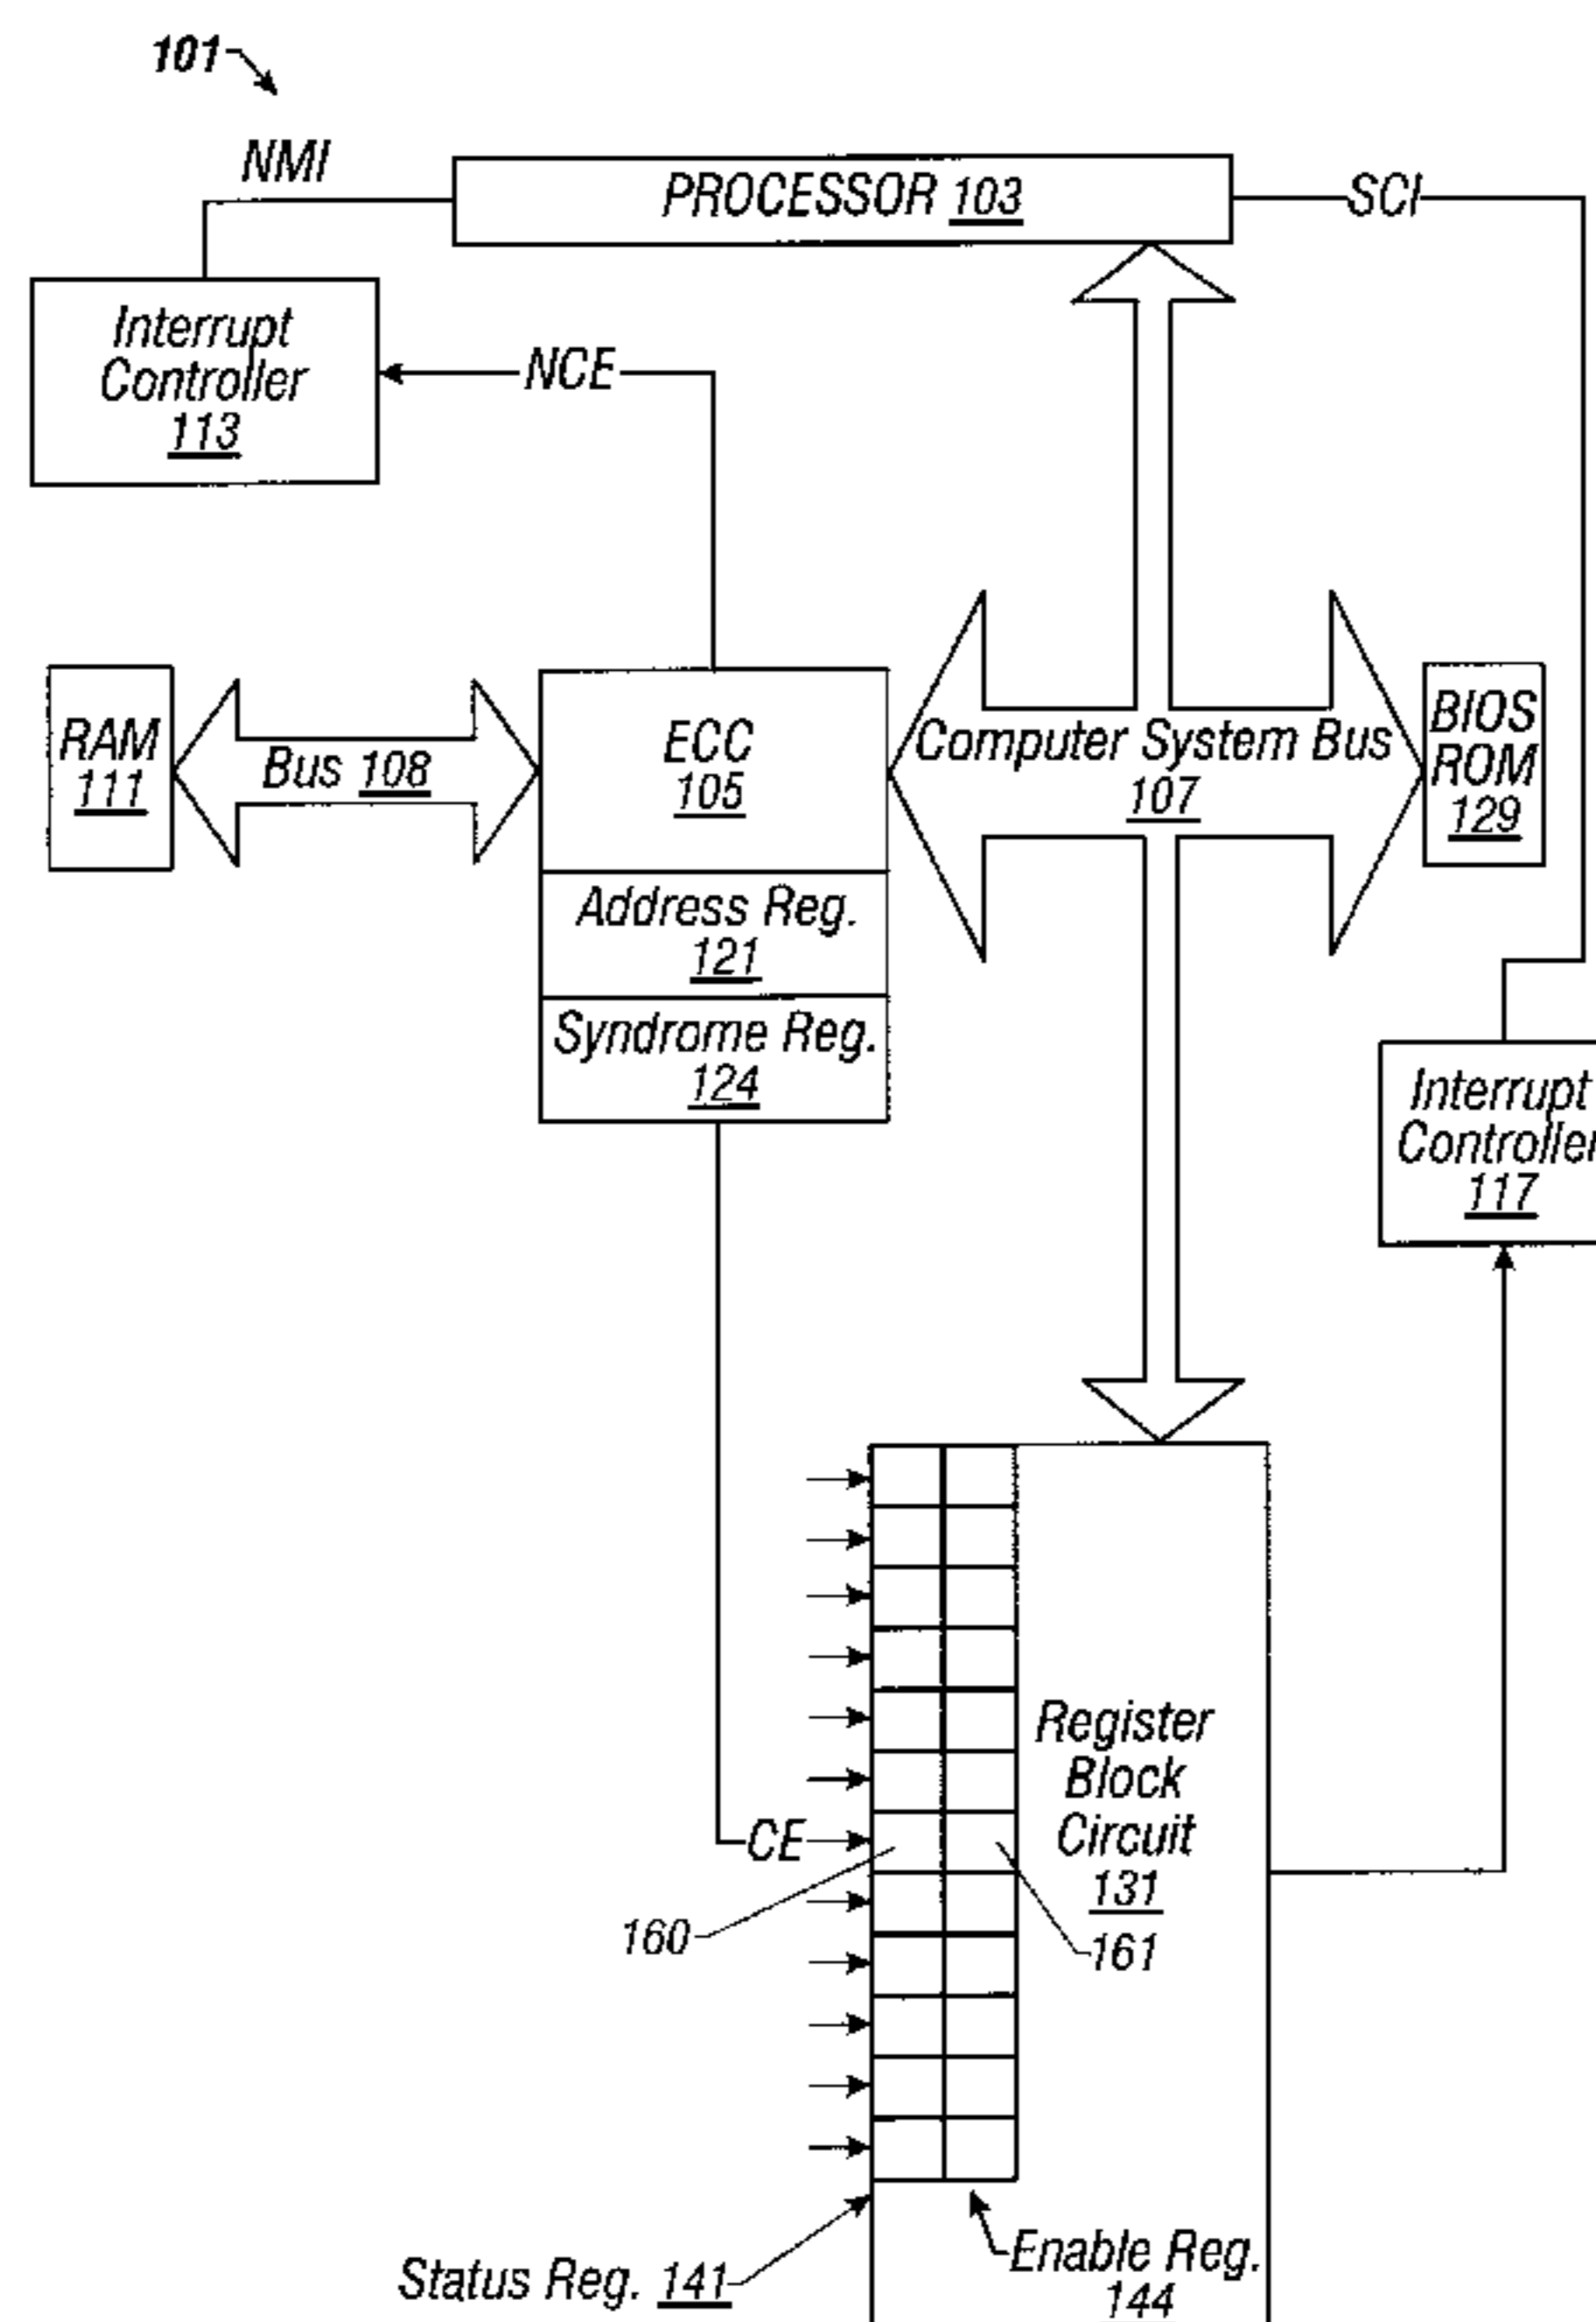 101
NMI
PROCESSOR 103
SCI
Interrupt
Controller
113
NCE
RAM
111
Bus 108
ECC
105
Computer System Bus
107
BIOS
ROM
129
Address Reg.
121
Syndrome Reg.
124
Interrupt
Controller
117
Register
Block
Circuit
131
CE
160
161
Status Reg. 141
Enable Reg.
144